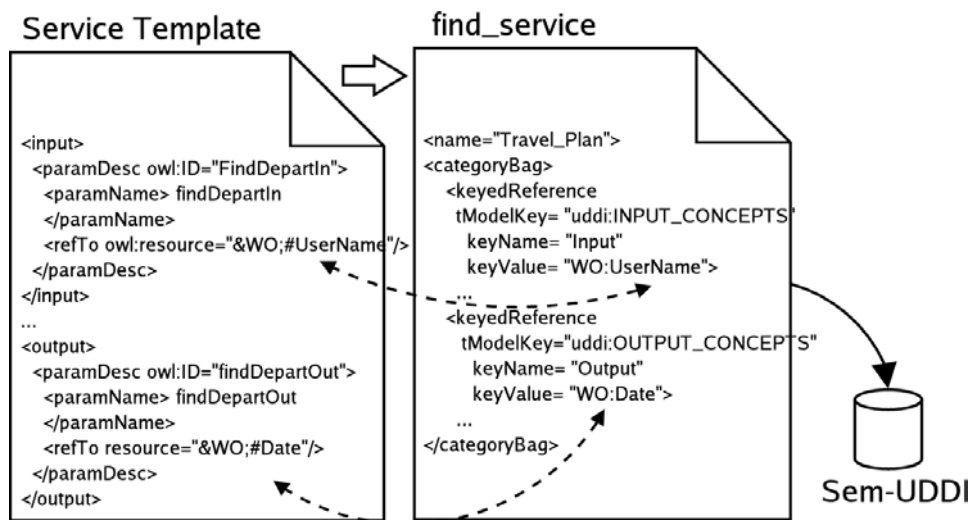 Service Template
<input>
<paramDesc owl:ID="FindDepartIn">
<paramName> findDepartIn
</paramName>
<refTo owl:resource="&WO;#UserName"/>
</paramDesc>
</input>
...
<output>
<paramDesc owl:ID="findDepartOut">
<paramName> findDepartOut
</paramName>
<refTo resource="&WO;#Date"/>
</paramDesc>
</output>
find_service
<name="Travel_Plan">
<categoryBag>
<keyedReference
tModelKey= "uddi:INPUT_CONCEPTS"
keyName= "Input"
keyValue= "WO:UserName">
...
<keyedReference
tModelKey="uddi:OUTPUT_CONCEPTS"
keyName= "Output"
keyValue= "WO:Date">
...
</categoryBag>
Sem-UDDI